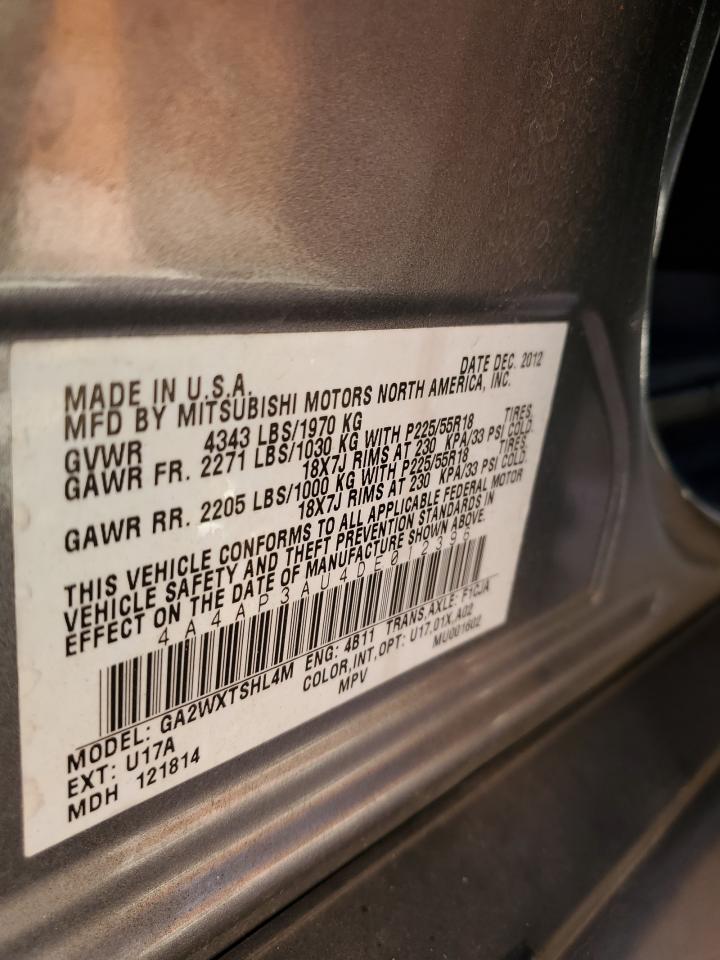 DATE DEC. 2012
MADE IN U.S.A.
MFD BY MITSUBISHI MOTORS NORTH AMERICA, INC.
GVWR 4343 LBS/1970 KG
GAWR FR. 2271 LBS/1030 KG WITH P225/55R18 TIRES,
18X7J RIMS AT 230 KPA/33 PSI COLD.
GAWR RR. 2205 LBS/1000 KG WITH P225/55R18 TIRES,
18X7J RIMS AT 230 KPA/33 PSI COLD.
THIS VEHICLE CONFORMS TO ALL APPLICABLE FEDERAL MOTOR
VEHICLE SAFETY AND THEFT PREVENTION STANDARDS IN
EFFECT ON THE DATE OF MANUFACTURE SHOWN ABOVE.
4A4AP3AU4DE012396
MODEL: GA2WXTSHL4M ENG: 4B11 TRANS,AXLE: F1CJA
EXT: U17A COLOR,INT,OPT: U17,01X,A02
MDH 121814 MPV MU001602